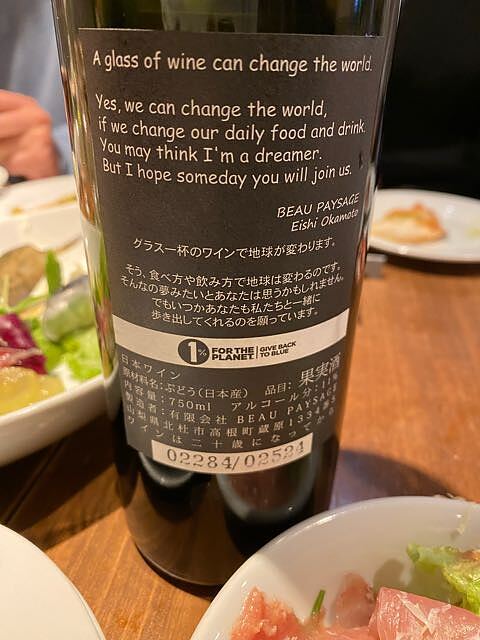 A glass of wine can change the world.
Yes, we can change the world,
if we change our daily food and drink.
You may think I'm a dreamer.
But I hope someday you will join us.
BEAU PAYSAGE
Eishi Okamoto
グラス一杯のワインで地球が変わります。
そう、食べ方や飲み方で地球は変わるのです。
そんなの夢みたいとあなたは思うかもしれません。
でもいつかあなたも私たちと一緒に
歩き出してくれるのを願っています。
1% FOR THE PLANET GIVE BACK TO BLUE
日本ワイン
原材料名:ぶどう(日本産) 品目:果実酒
内容量:750ml アルコール分:11%
製造者:有限会社 BEAU PAYSAGE
山梨県北杜市高根町蔵原1334
ワインは二十歳になってから
02284/02524